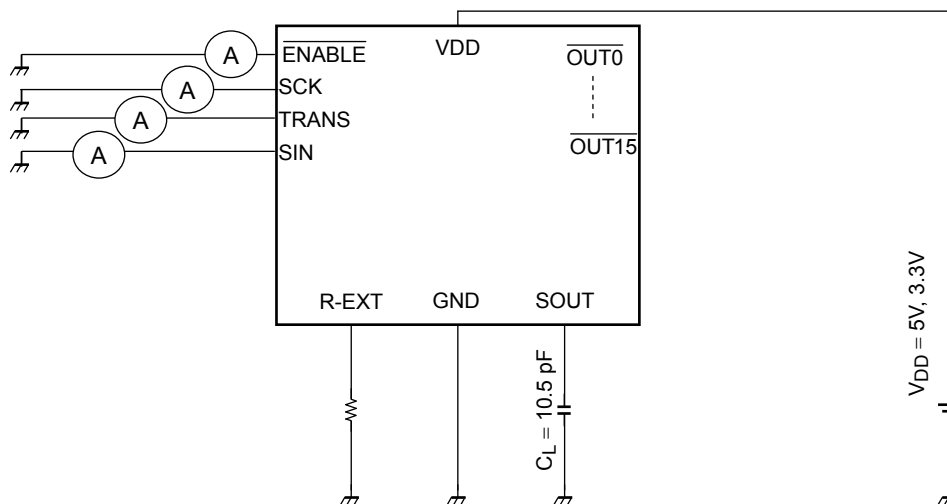 A ENABLE VDD OUT0
A SCK
A TRANS
A SIN OUT15
R-EXT GND SOUT
CL = 10.5 pF
VDD = 5V, 3.3V